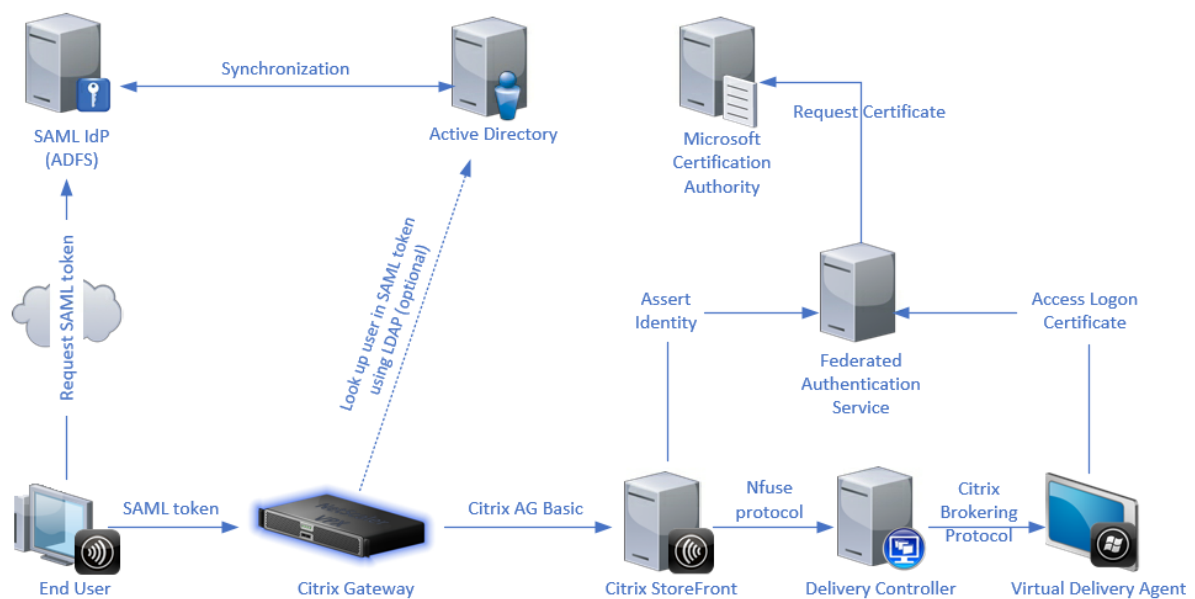 Synchronization
SAML IdP
(ADFS)
Active Directory
Microsoft
Certification
Authority
Request Certificate
Request SAML token
Look up user in SAML token
using LDAP (optional)
Assert
Identity
Federated
Authentication
Service
Access Logon
Certificate
SAML token
Citrix AG Basic
Nfuse
protocol
Citrix
Brokering
Protocol
End User
Citrix Gateway
Citrix StoreFront
Delivery Controller
Virtual Delivery Agent